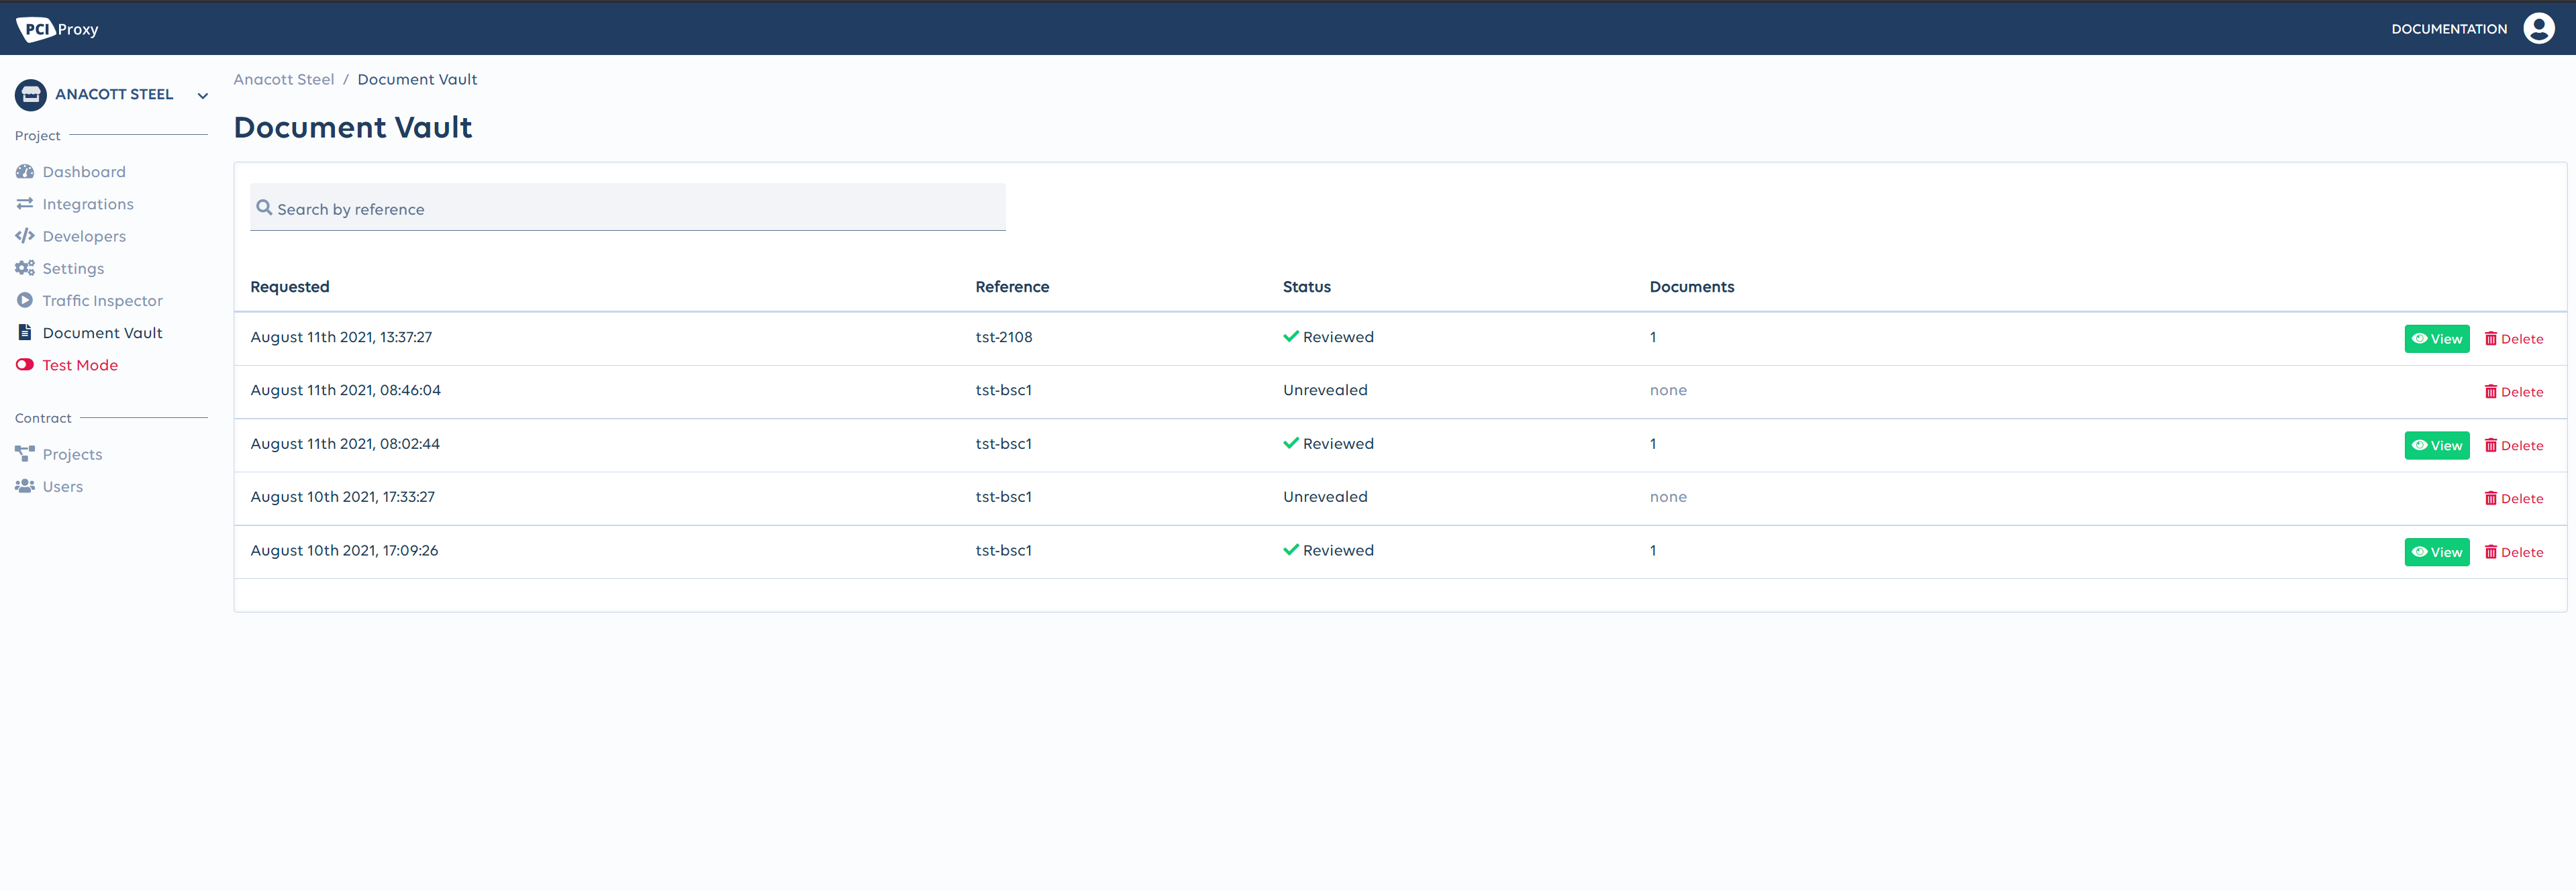 PCI Proxy
DOCUMENTATION
ANACOTT STEEL
Project
Dashboard
Integrations
Developers
Settings
Traffic Inspector
Document Vault
Test Mode
Contract
Projects
Users
Anacott Steel / Document Vault
Document Vault
Search by reference
Requested Reference Status Documents
August 11th 2021, 13:37:27 tst-2108 Reviewed 1 View Delete
August 11th 2021, 08:46:04 tst-bsc1 Unrevealed none Delete
August 11th 2021, 08:02:44 tst-bsc1 Reviewed 1 View Delete
August 10th 2021, 17:33:27 tst-bsc1 Unrevealed none Delete
August 10th 2021, 17:09:26 tst-bsc1 Reviewed 1 View Delete